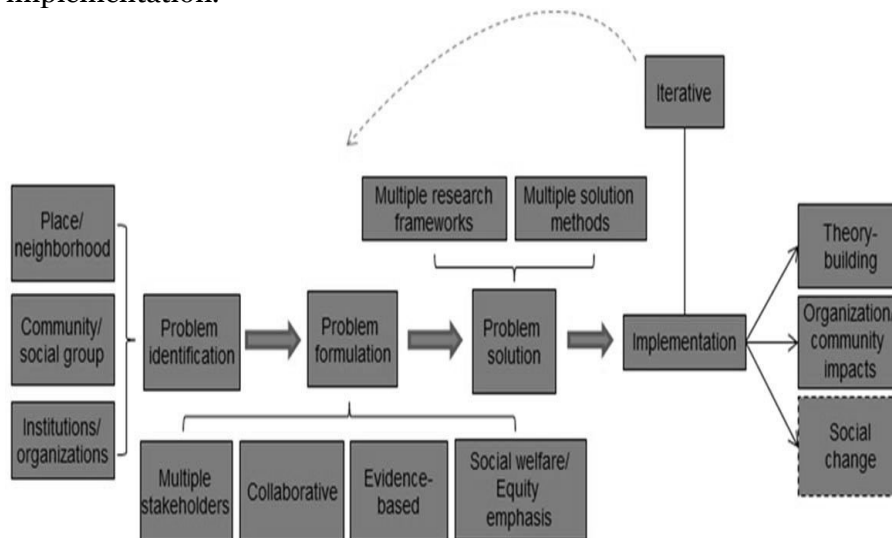 implementation.
Iterative
Multiple research
frameworks
Multiple solution
methods
Place/
neighborhood
Community/
social group
Institutions/
organizations
Problem
identification
Problem
formulation
Problem
solution
Implementation
Theory-
building
Organization/
community
impacts
Social
change
Multiple
stakeholders
Collaborative
Evidence-
based
Social welfare/
Equity
emphasis